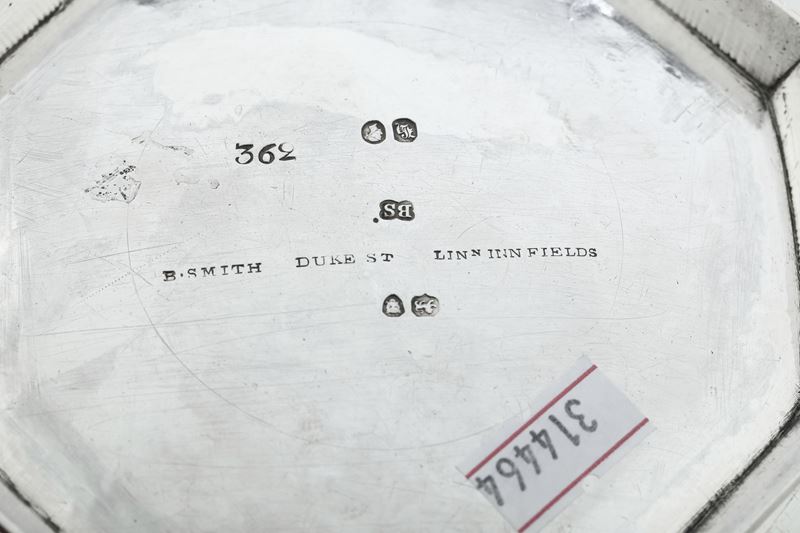 362
BS
B·SMITH DUKE ST LINN INN FIELDS
314464